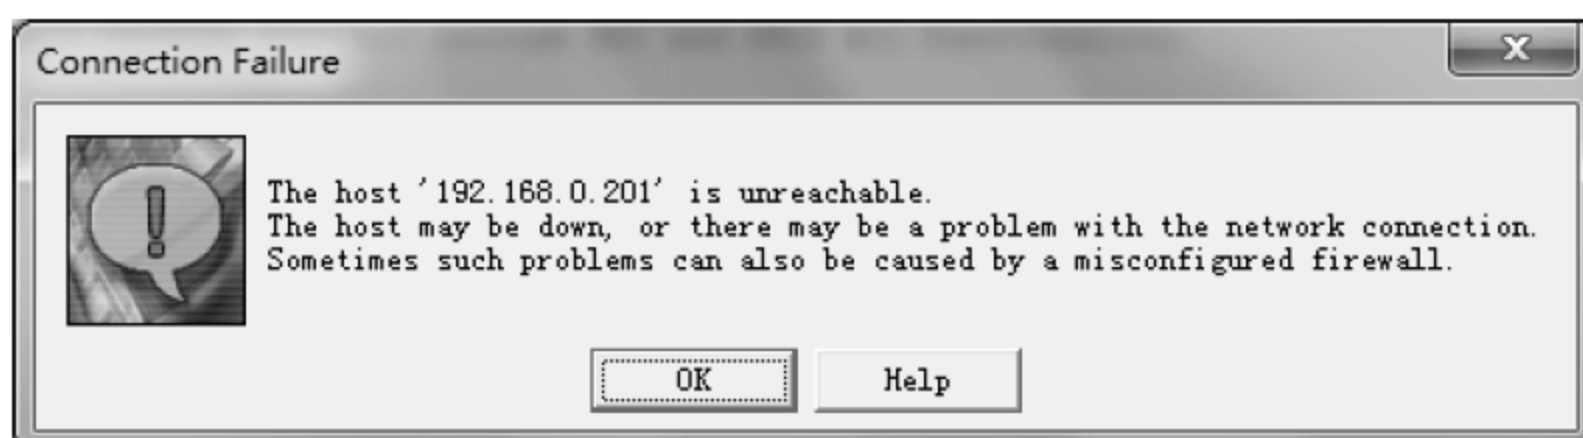 Connection Failure
The host '192.168.0.201' is unreachable.
The host may be down, or there may be a problem with the network connection.
Sometimes such problems can also be caused by a misconfigured firewall.
OK
Help